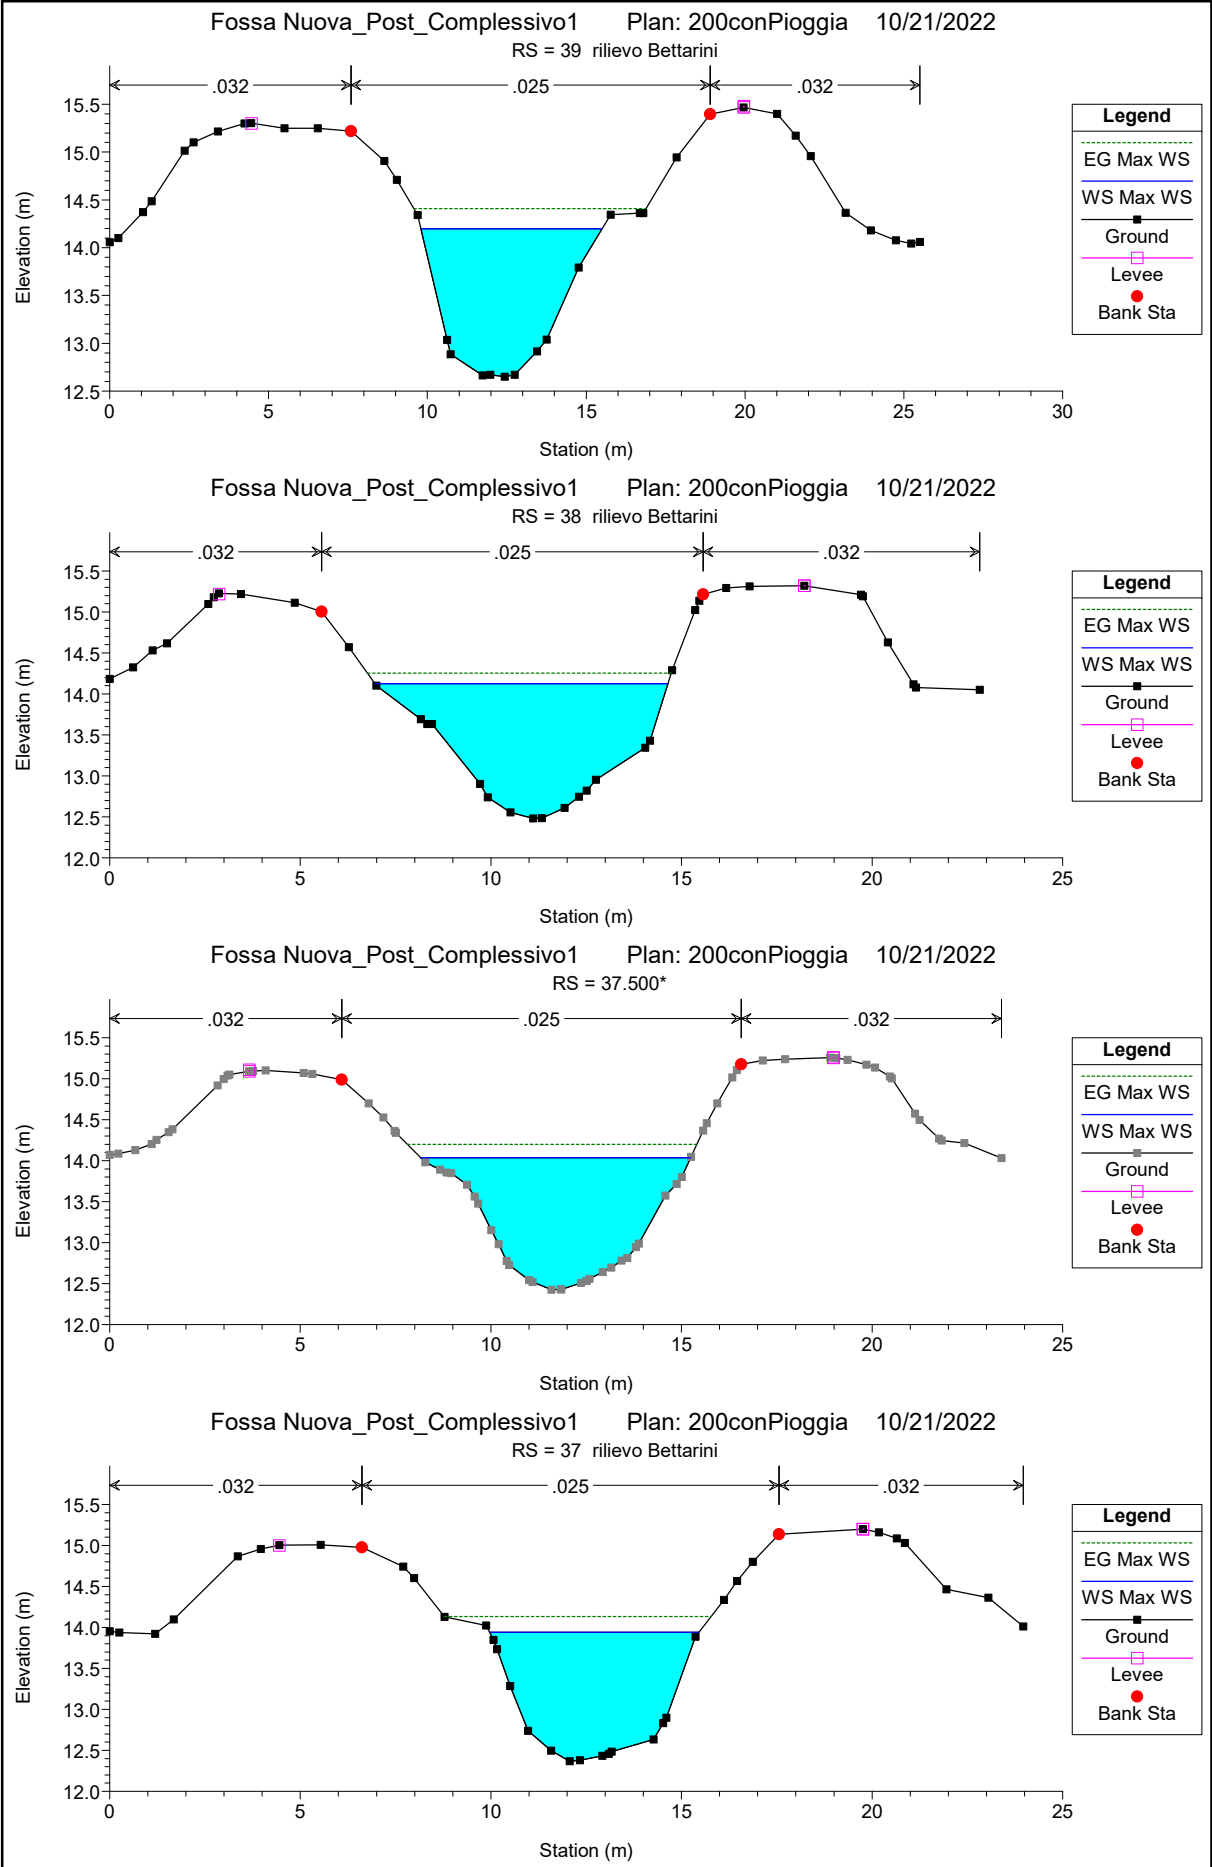 Fossa Nuova_Post_Complessivo1 Plan: 200conPioggia 10/21/2022
RS = 39 rilievo Bettarini
.032 .025 .032
15.5
15.0
14.5
14.0
13.5
13.0
12.5
Elevation (m)
0 5 10 15 20 25 30
Station (m)
Legend
EG Max WS
WS Max WS
Ground
Levee
Bank Sta
Fossa Nuova_Post_Complessivo1 Plan: 200conPioggia 10/21/2022
RS = 38 rilievo Bettarini
.032 .025 .032
15.5
15.0
14.5
14.0
13.5
13.0
12.5
12.0
Elevation (m)
0 5 10 15 20 25
Station (m)
Legend
EG Max WS
WS Max WS
Ground
Levee
Bank Sta
Fossa Nuova_Post_Complessivo1 Plan: 200conPioggia 10/21/2022
RS = 37.500*
.032 .025 .032
15.5
15.0
14.5
14.0
13.5
13.0
12.5
12.0
Elevation (m)
0 5 10 15 20 25
Station (m)
Legend
EG Max WS
WS Max WS
Ground
Levee
Bank Sta
Fossa Nuova_Post_Complessivo1 Plan: 200conPioggia 10/21/2022
RS = 37 rilievo Bettarini
.032 .025 .032
15.5
15.0
14.5
14.0
13.5
13.0
12.5
12.0
Elevation (m)
0 5 10 15 20 25
Station (m)
Legend
EG Max WS
WS Max WS
Ground
Levee
Bank Sta